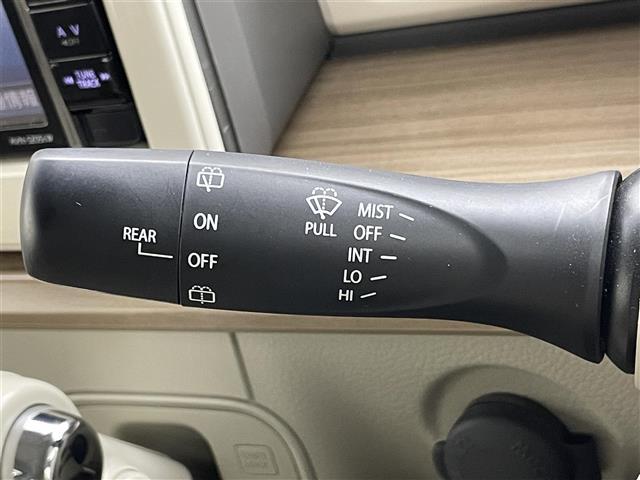 A V
TUNE
TRACK
REAR
ON
OFF
PULL
MIST
OFF
INT
LO
HI